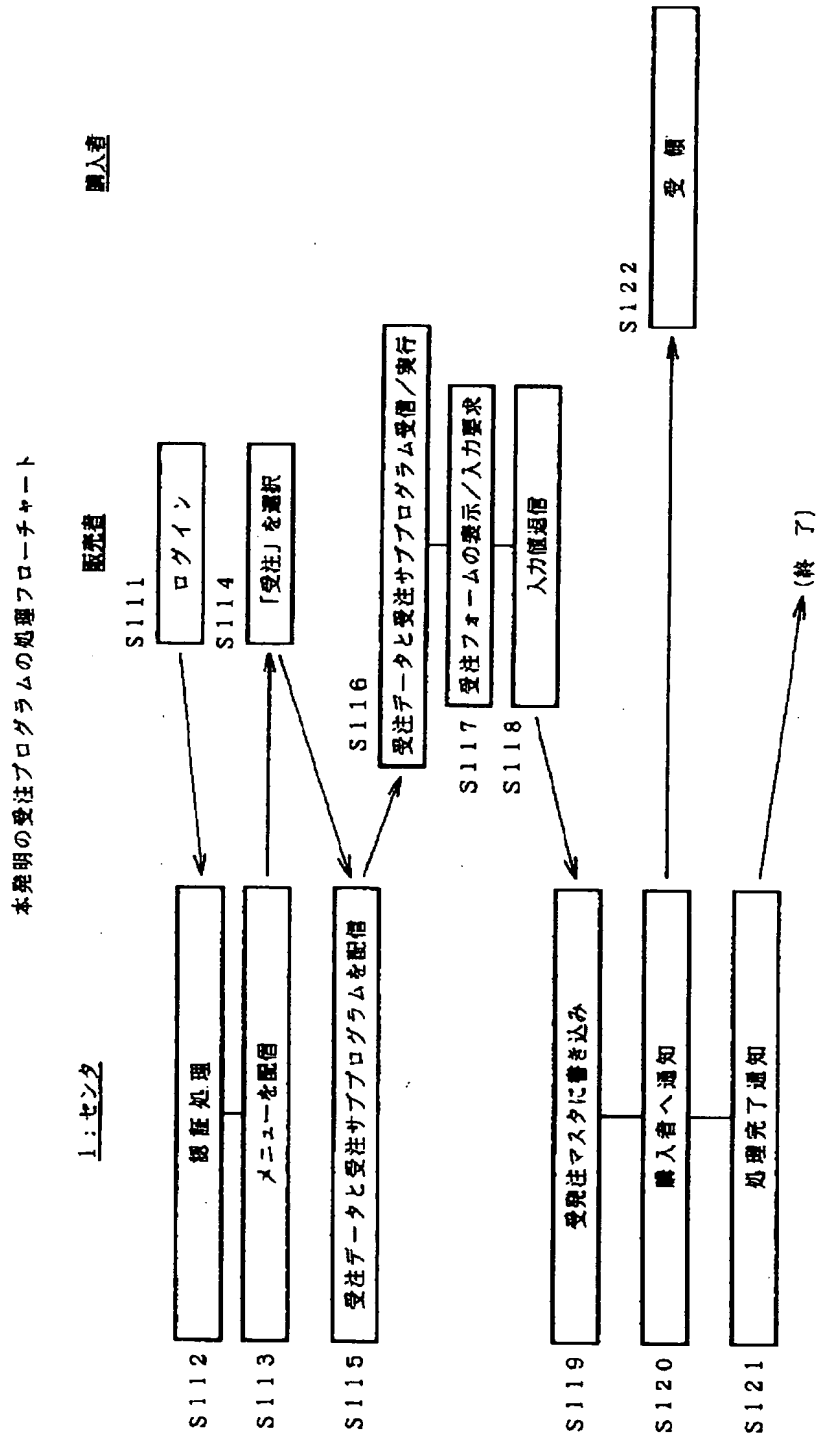 本発明の受注プログラムの処理フローチャート
1:センタ
販売者
購入者
S111
ログイン
S112
認証処理
S113
メニューを配信
S114
「受注」を選択
S115
受注データと受注サブプログラムを配信
S116
受注データと受注サブプログラム受信/実行
S117
受注フォームの表示/入力要求
S118
入力値返信
S119
受発注マスタに書き込み
S120
購入者へ通知
S122
受領
S121
処理完了通知
(終 了)